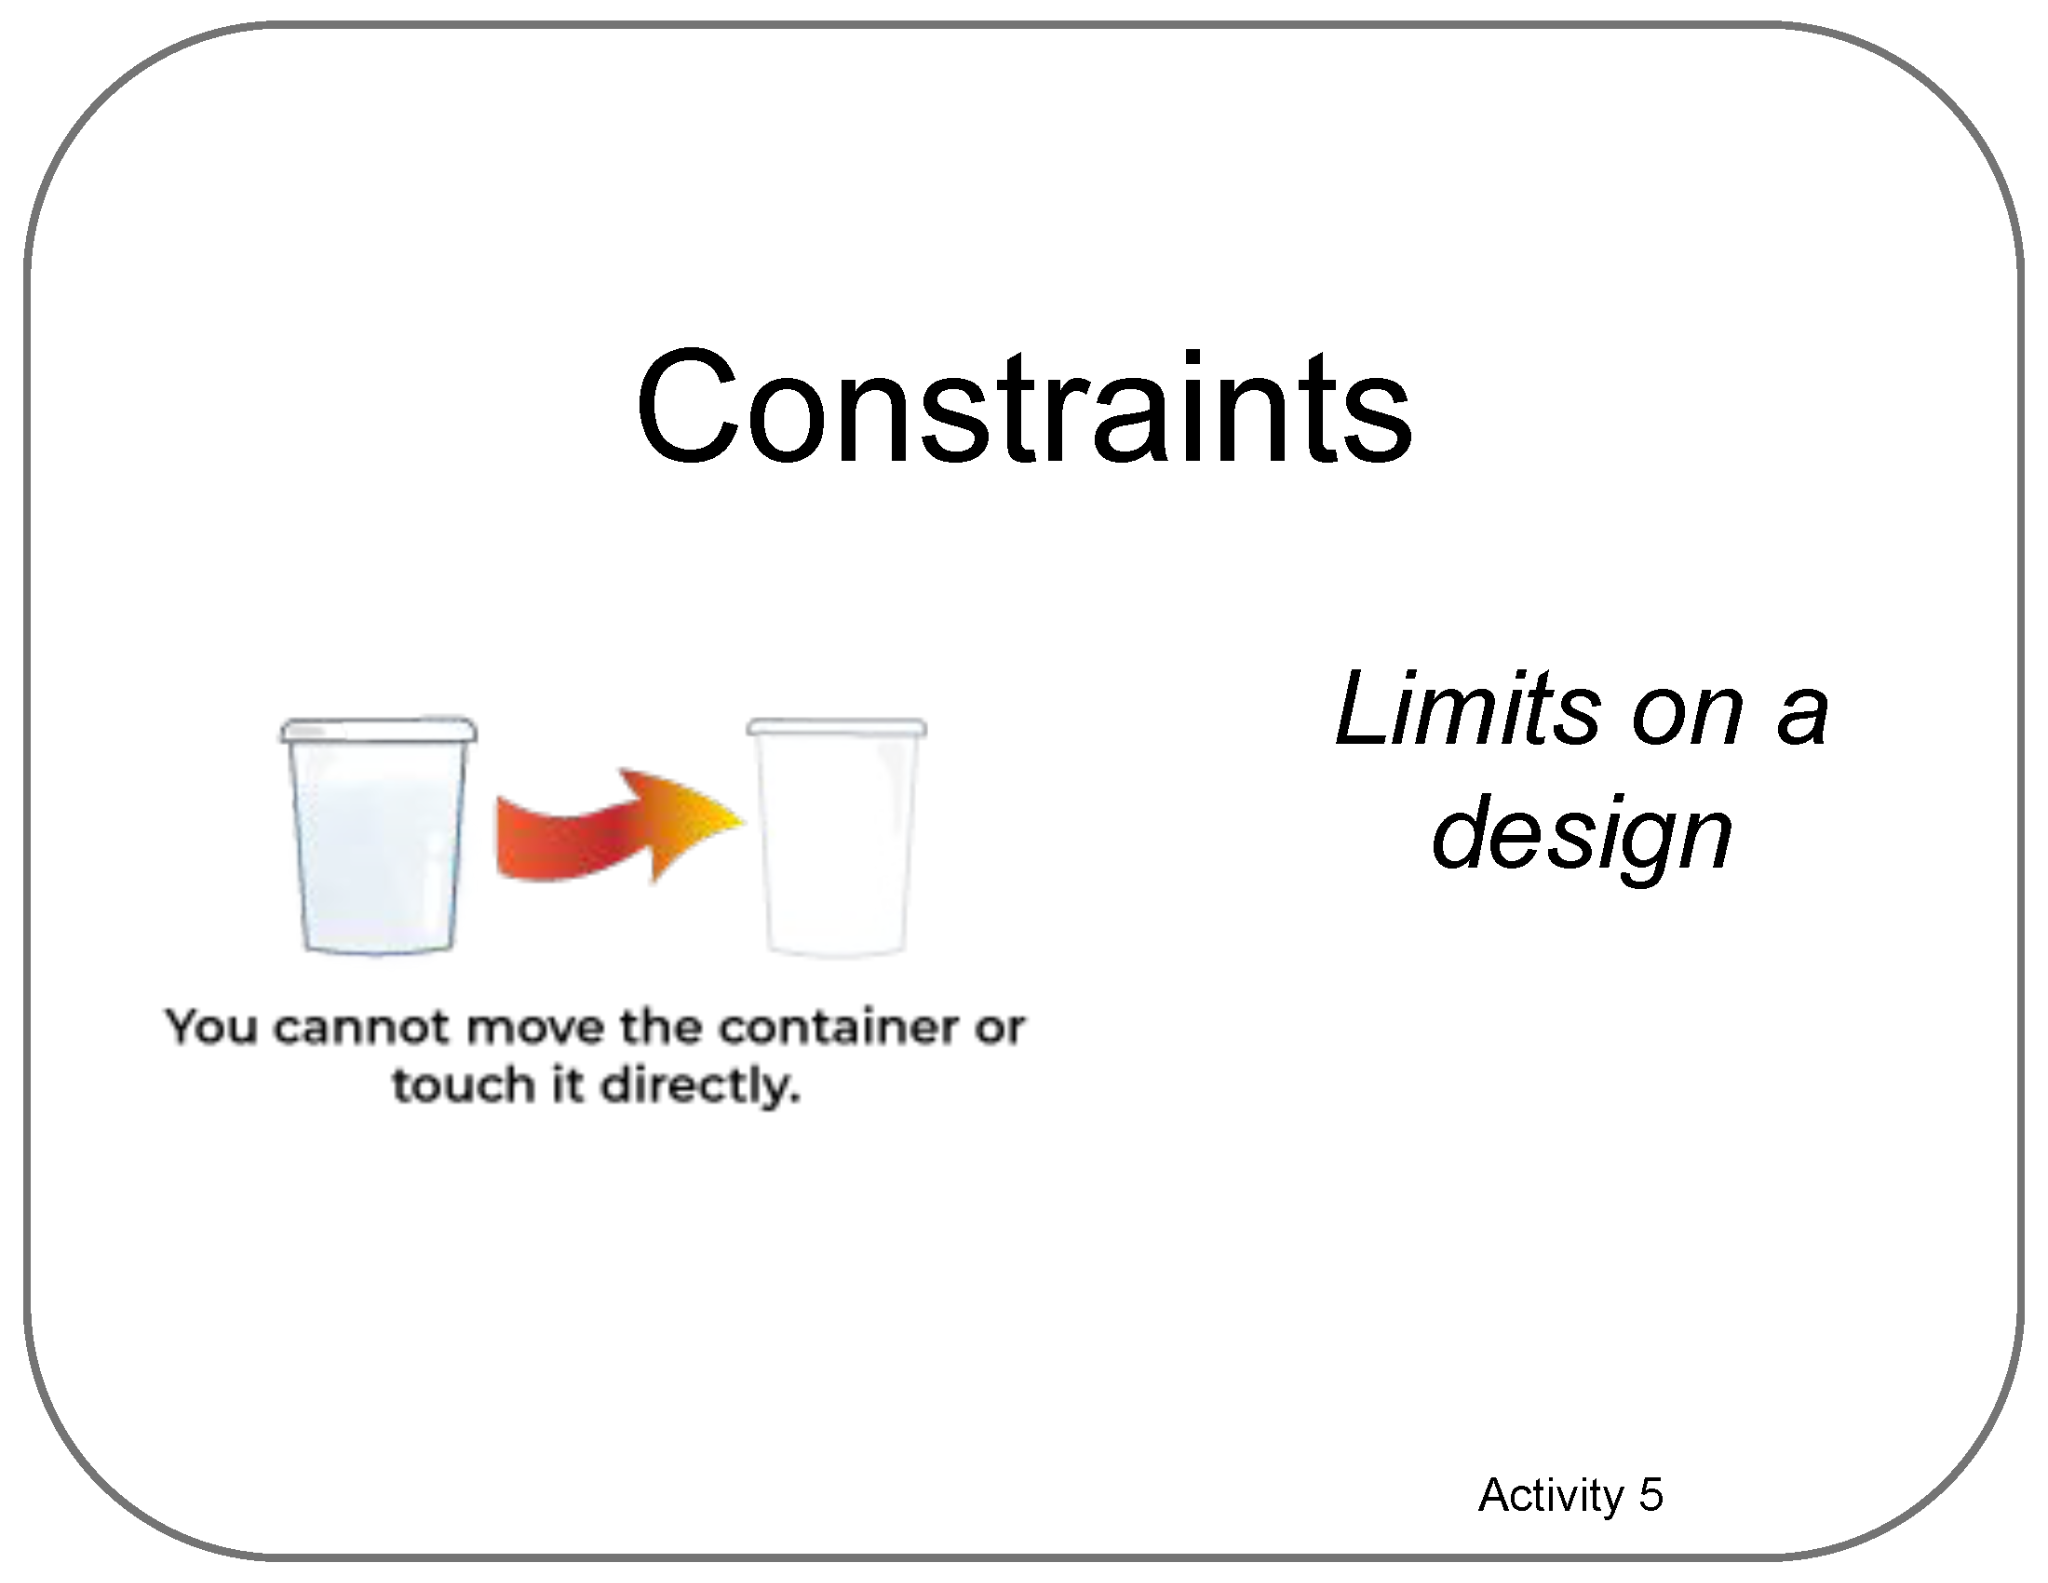 Constraints
Limits on a
design
You cannot move the container or
touch it directly.
Activity 5